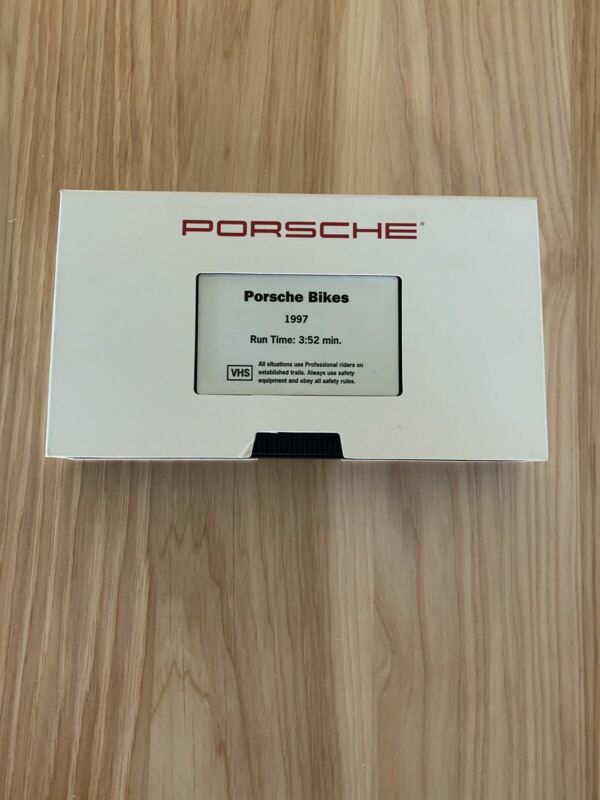 PORSCHE®
Porsche Bikes
1997
Run Time: 3:52 min.
VHS
All situations use Professional riders on
established trails. Always use safety
equipment and obey all safety rules.